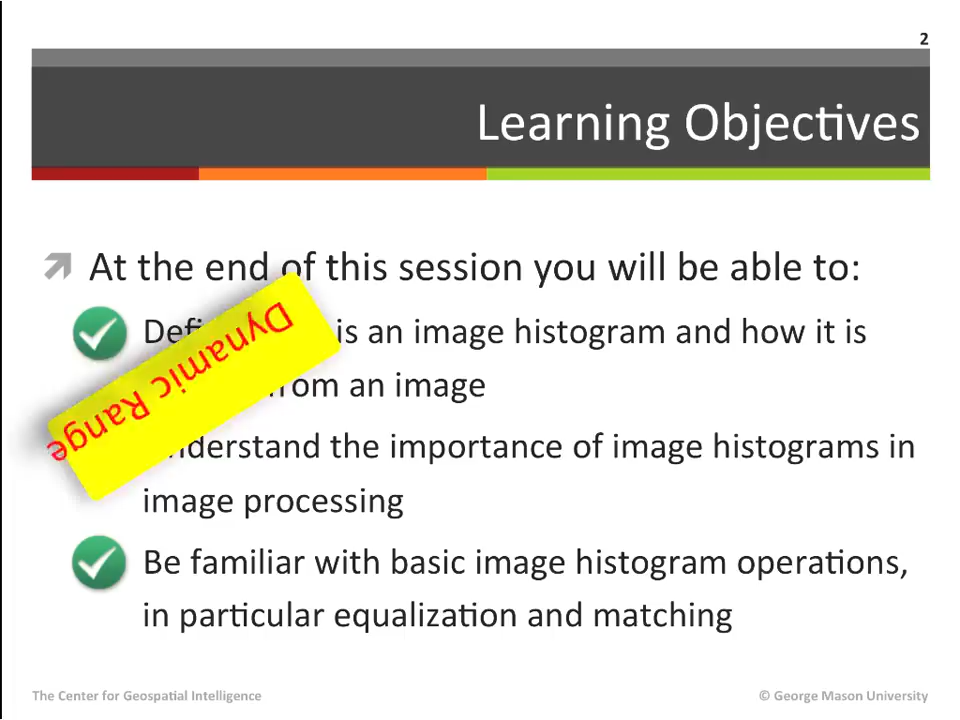 2
Learning Objectives
At the end of this session you will be able to:
is an image histogram and how it is
from an image
Dynamic Range
Understand the importance of image histograms in
image processing
Be familiar with basic image histogram operations,
in particular equalization and matching
The Center for Geospatial Intelligence
© George Mason University